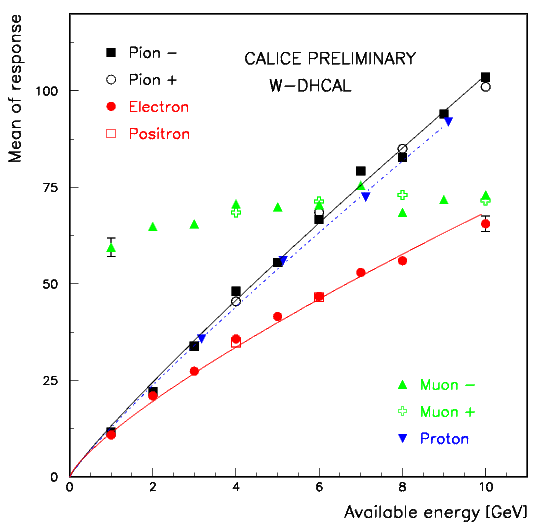 CALICE PRELIMINARY
W-DHCAL
Pion -
Pion +
Electron
Positron
Mean of response
100
75
50
25
0
Muon -
Muon +
Proton
0 2 4 6 8 10
Available energy [GeV]